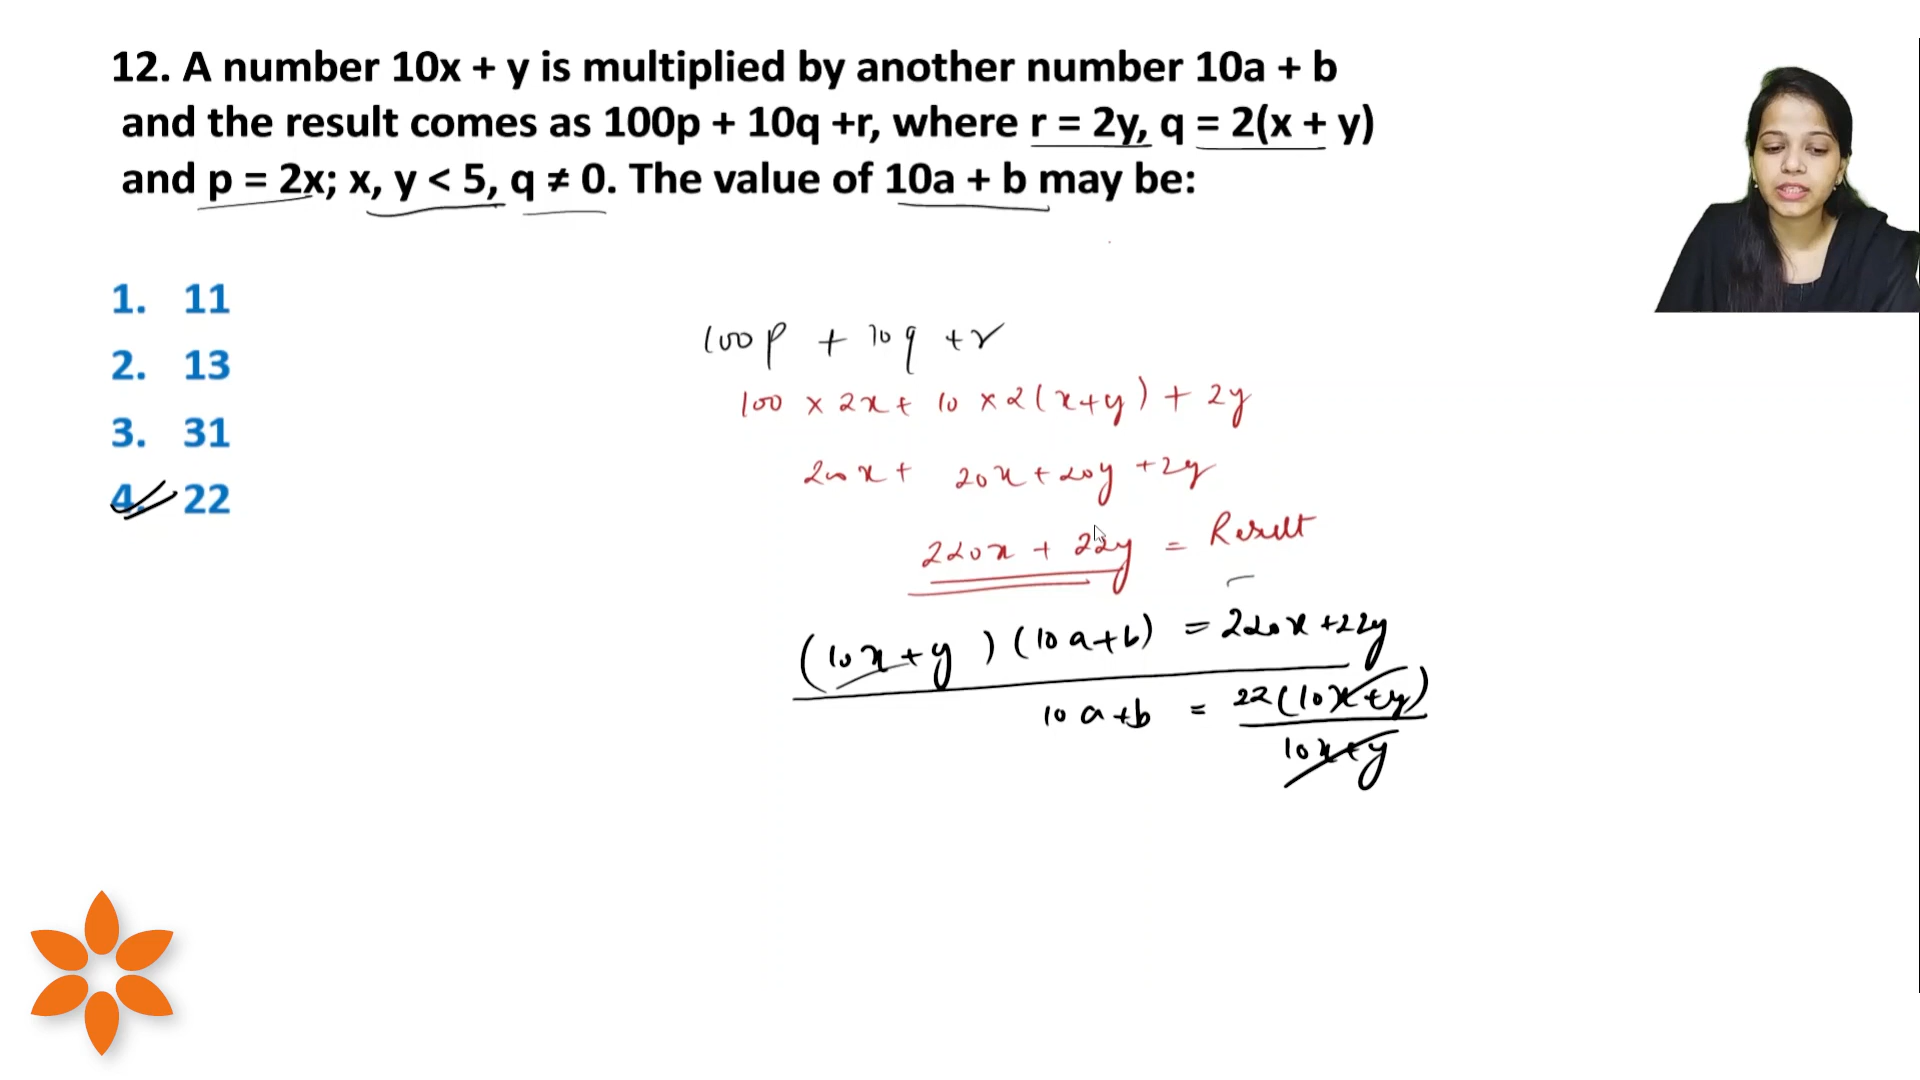 12. A number 10x + y is multiplied by another number 10a + b
and the result comes as 100p + 10q +r, where r = 2y, q = 2(x + y)
and p = 2x; x, y < 5, q ≠ 0. The value of 10a + b may be:
1. 11
2. 13
3. 31
4. 22
100p + 10q + r
100 × 2x + 10 × 2(x+y) + 2y
200x + 20x + 20y + 2y
220x + 22y = Result
(10x+y)(10a+b) = 220x+22y
10a+b = 22(10x+y)
10x+y